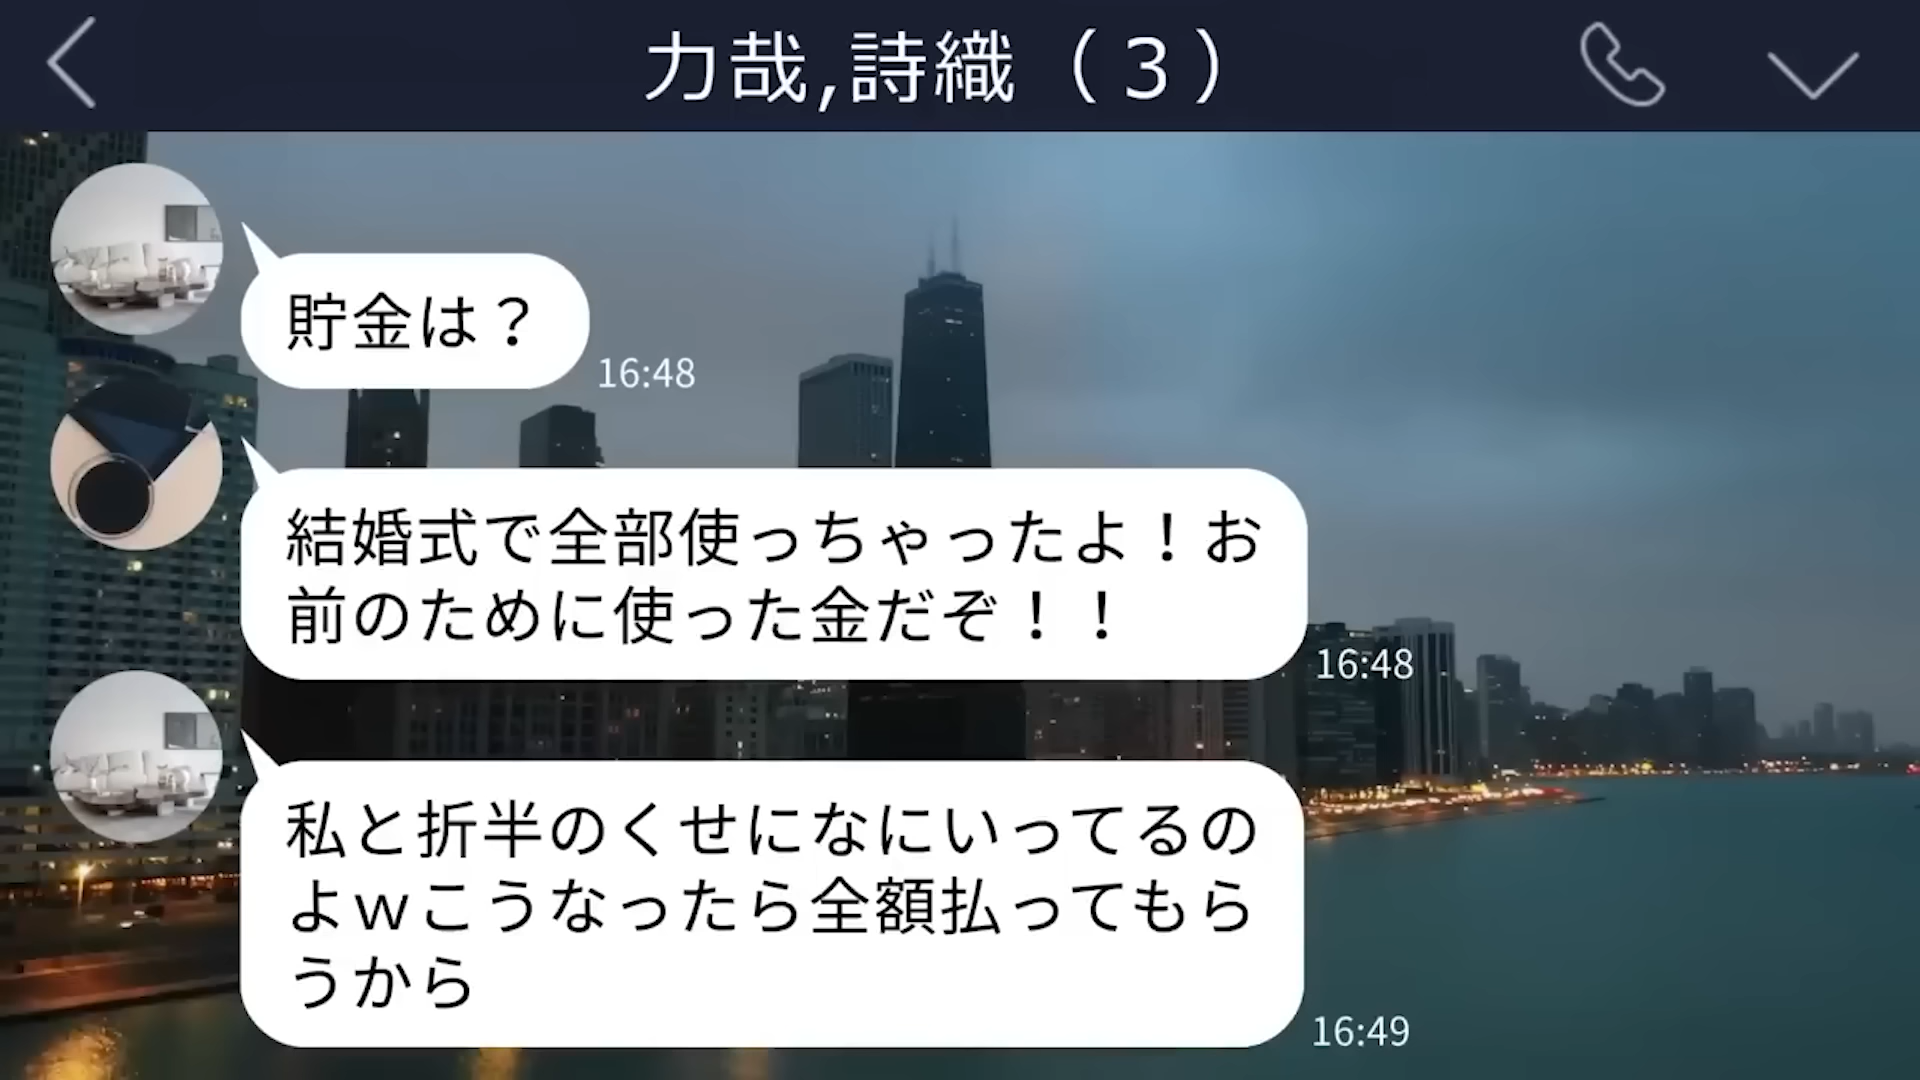 力哉,詩織（3）
貯金は？
16:48
結婚式で全部使っちゃったよ！お
前のために使った金だぞ！！
16:48
私と折半のくせになにいってるの
よｗこうなったら全額払ってもら
うから
16:49